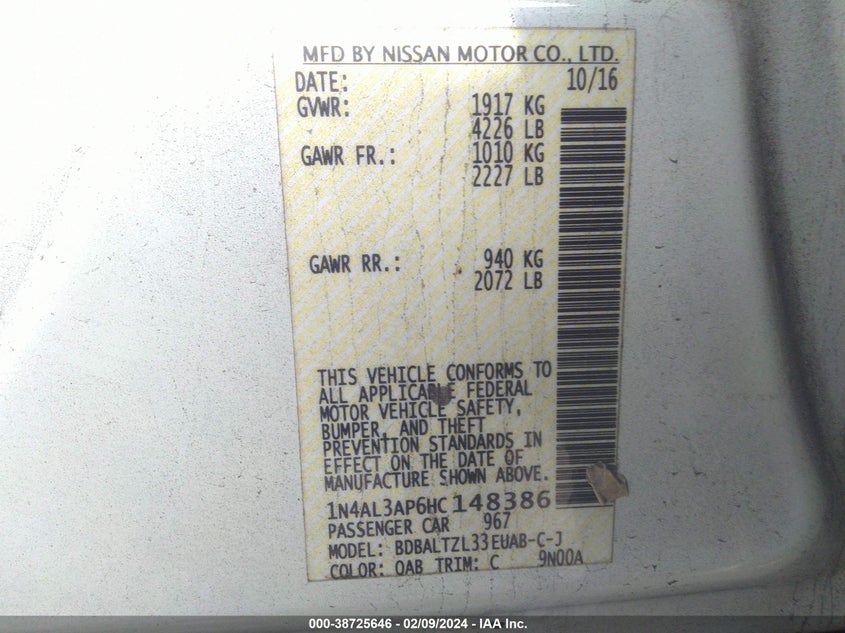 MFD BY NISSAN MOTOR CO., LTD.
DATE: 10/16
GVWR: 1917 KG
4226 LB
GAWR FR.: 1010 KG
2227 LB
GAWR RR.: 940 KG
2072 LB
THIS VEHICLE CONFORMS TO
ALL APPLICABLE FEDERAL
MOTOR VEHICLE SAFETY,
BUMPER, AND THEFT
PREVENTION STANDARDS IN
EFFECT ON THE DATE OF
MANUFACTURE SHOWN ABOVE.
1N4AL3AP6HC148386
PASSENGER CAR 967
MODEL: BDBALTZL33EUAB-C-J
COLOR: QAB TRIM: C 9N00A
000-38725646 - 02/09/2024 - IAA Inc.